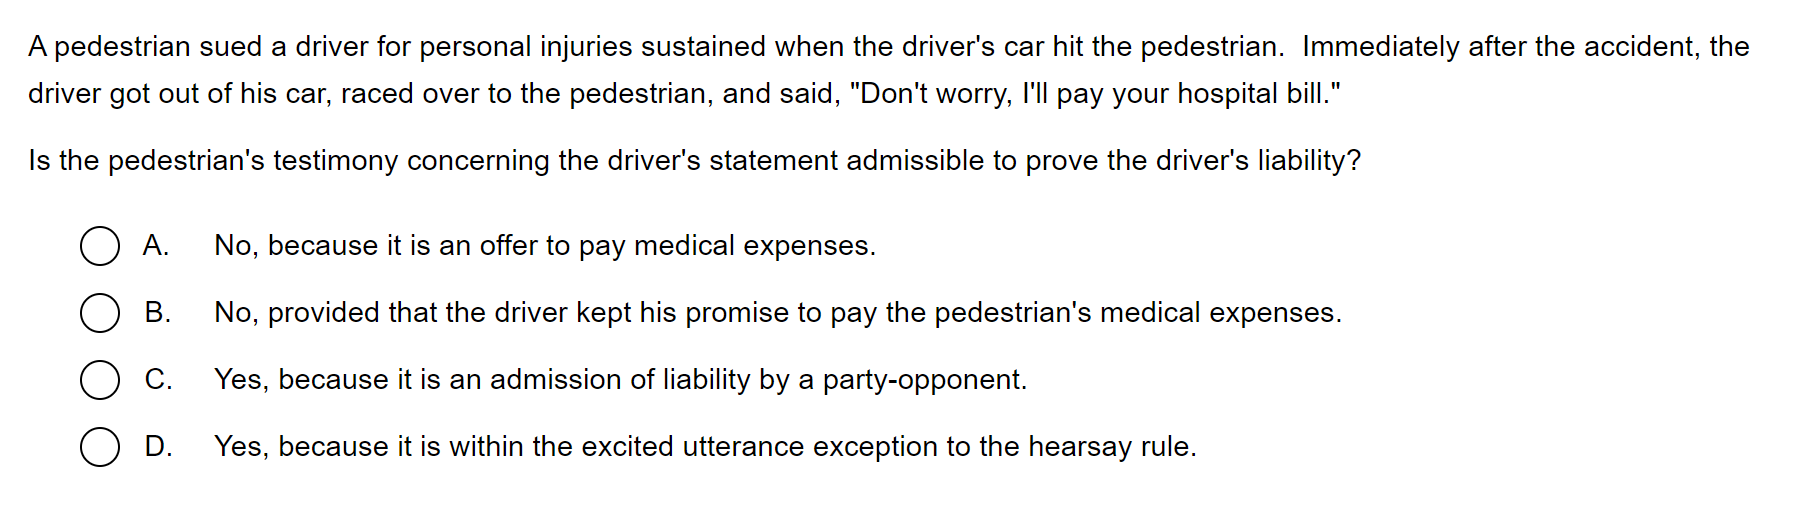 A pedestrian sued a driver for personal injuries sustained when the driver's car hit the pedestrian.  Immediately after the accident, the
driver got out of his car, raced over to the pedestrian, and said, "Don't worry, I'll pay your hospital bill."
Is the pedestrian's testimony concerning the driver's statement admissible to prove the driver's liability?
A. No, because it is an offer to pay medical expenses.
B. No, provided that the driver kept his promise to pay the pedestrian's medical expenses.
C. Yes, because it is an admission of liability by a party-opponent.
D. Yes, because it is within the excited utterance exception to the hearsay rule.